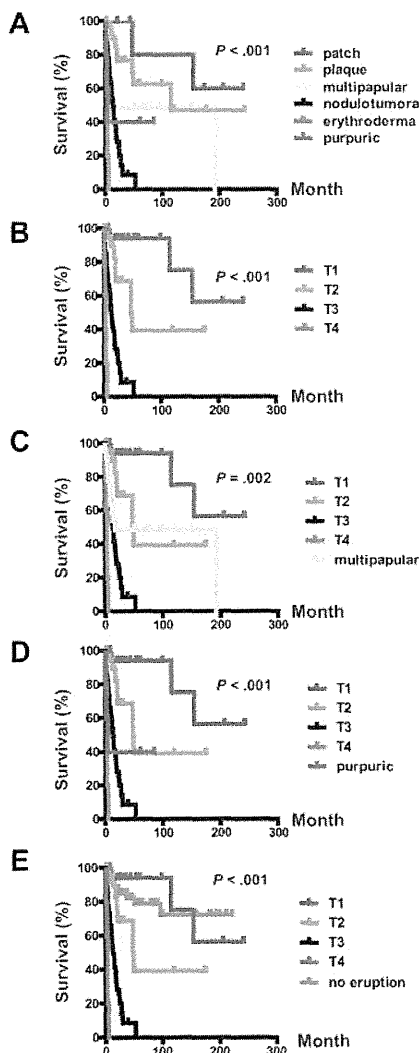 A
Survival (%)
100
80
60
40
20
0
0 100 200 300
Month
P < .001
patch
plaque
multipapular
nodulotumora
erythroderma
purpuric
B
Survival (%)
100
80
60
40
20
0
0 100 200 300
Month
P < .001
T1
T2
T3
T4
C
Survival (%)
100
80
60
40
20
0
0 100 200 300
Month
P = .002
T1
T2
T3
T4
multipapular
D
Survival (%)
100
80
60
40
20
0
0 100 200 300
Month
P < .001
T1
T2
T3
T4
purpuric
E
Survival (%)
100
80
60
40
20
0
0 100 200 300
Month
P < .001
T1
T2
T3
T4
no eruption